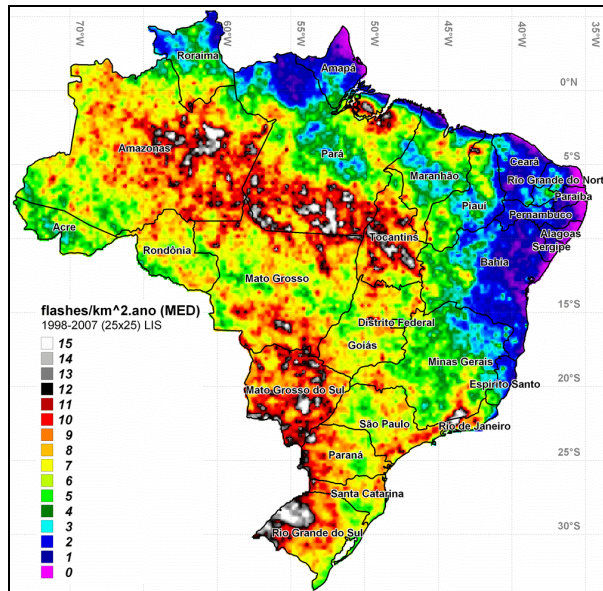 70°W
60°W
55°W
50°W
45°W
40°W
35°W
Roraima
Amapá
0°N
Amazonas
Pará
Maranhão
Ceará
5°S
Rio Grande do Nort
Paraíba
Piauí
Pernambuco
Acre
Tocantins
Alagoas
10°S
Sergipe
Rondônia
Bahia
Mato Grosso
flashes/km^2.ano (MED)
1998-2007 (25x25) LIS
15°S
Distrito Federal
Goiás
Minas Gerais
Espírito Santo
20°S
Mato Grosso do Sul
São Paulo
Rio de Janeiro
Paraná
25°S
Santa Catarina
Rio Grande do Sul
30°S
15
14
13
12
11
10
9
8
7
6
5
4
3
2
1
0